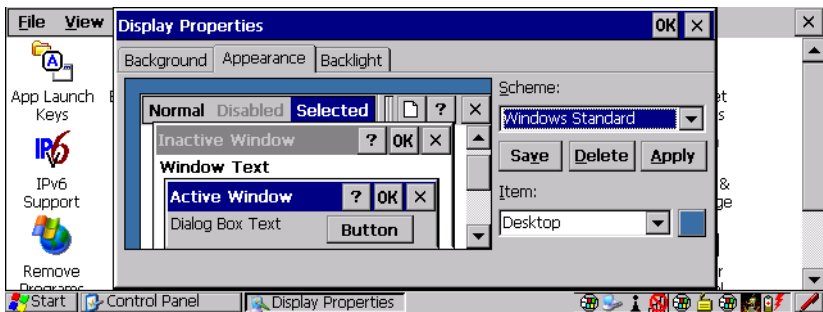 File View
Display Properties OK
Background Appearance Backlight
App Launch
Keys
IPv6
IPv6
Support
Remove
Programs
Normal Disabled Selected ?
Inactive Window ? OK
Window Text
Active Window ? OK
Dialog Box Text Button
Scheme:
Windows Standard
Save Delete Apply
Item:
Desktop
&
Start Control Panel Display Properties